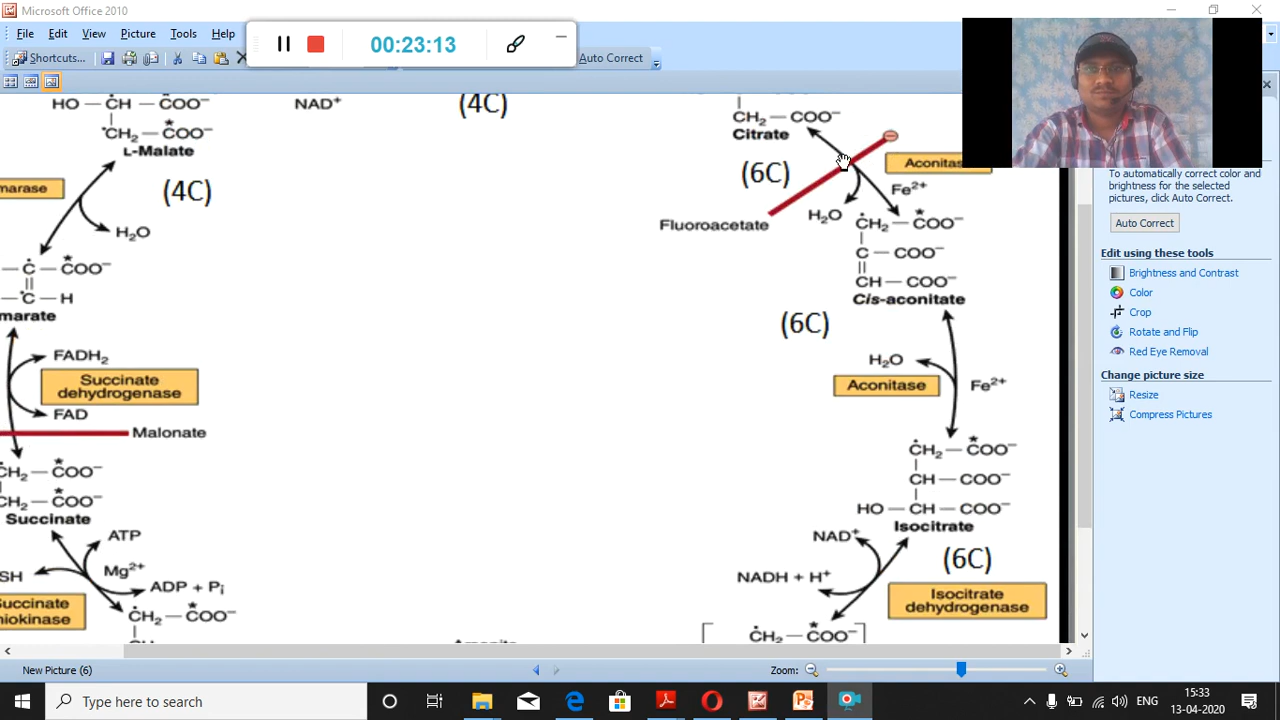 Microsoft Office 2010
File Edit View Picture Tools Help
00:23:13
Shortcuts... Auto Correct
HO — CH — COO⁻ NAD⁺ (4C)
*
CH₂ — COO⁻
L-Malate
(4C)
marase
H₂O
C — COO⁻
*
C — H
marate
FADH₂
Succinate
dehydrogenase
FAD
Malonate
CH₂ — COO⁻
*
*
CH₂ — COO⁻
Succinate
ATP
Mg²⁺
SH
ADP + Pi
Succinate
hiokinase
*
CH₂ — COO⁻
CH₂ — COO⁻
Citrate
(6C)
Aconitas
Fe²⁺
Fluoroacetate
H₂O
*
CH₂ — COO⁻
C — COO⁻
CH — COO⁻
Cis-aconitate
(6C)
H₂O
Aconitase
Fe²⁺
*
CH₂ — COO⁻
CH — COO⁻
HO — CH — COO⁻
Isocitrate
(6C)
NAD⁺
NADH + H⁺
Isocitrate
dehydrogenase
*
CH₂ — COO⁻
To automatically correct color and
brightness for the selected
pictures, click Auto Correct.
Auto Correct
Edit using these tools
Brightness and Contrast
Color
Crop
Rotate and Flip
Red Eye Removal
Change picture size
Resize
Compress Pictures
New Picture (6) Zoom:
Type here to search
ENG
15:33
13-04-2020